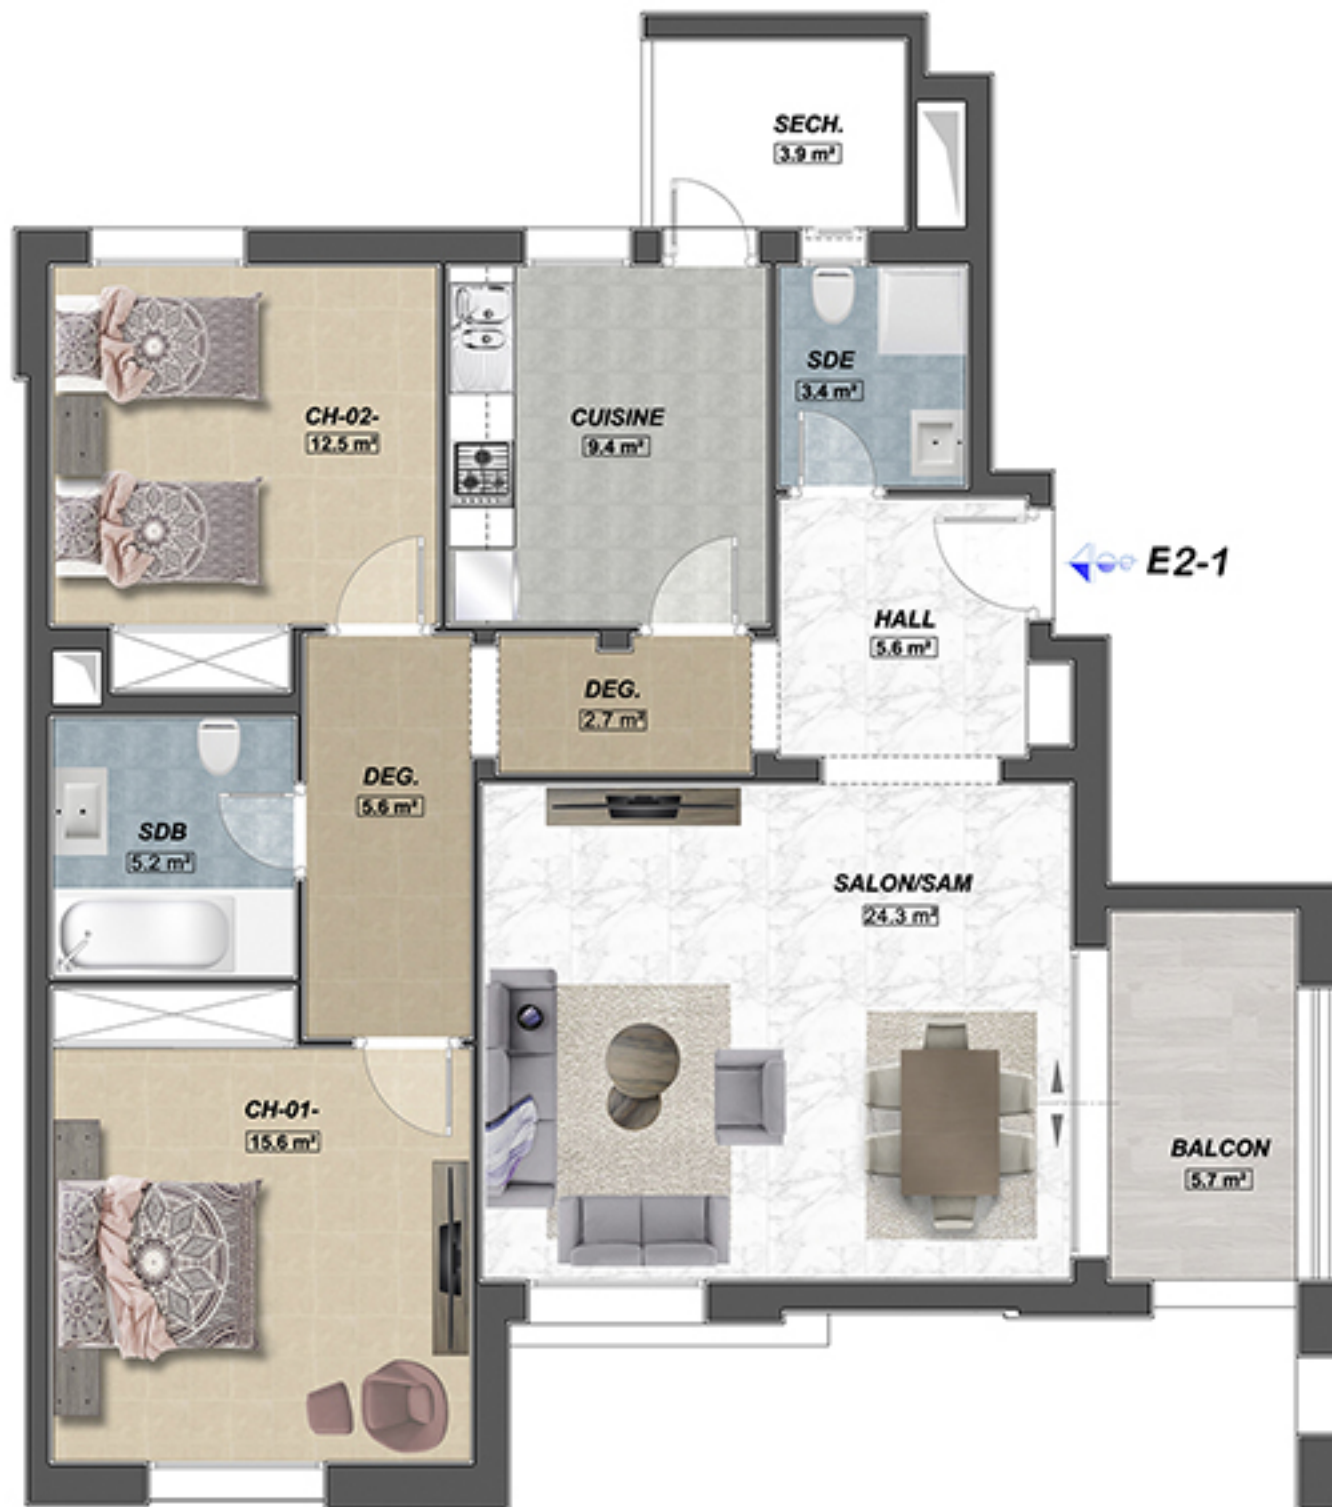 SECH.
3.9 m²
SDE
3.4 m²
CH-02-
12.5 m²
CUISINE
9.4 m²
E2-1
HALL
5.6 m²
DEG.
2.7 m²
DEG.
5.6 m²
SDB
5.2 m²
SALON/SAM
24.3 m²
CH-01-
15.6 m²
BALCON
5.7 m²